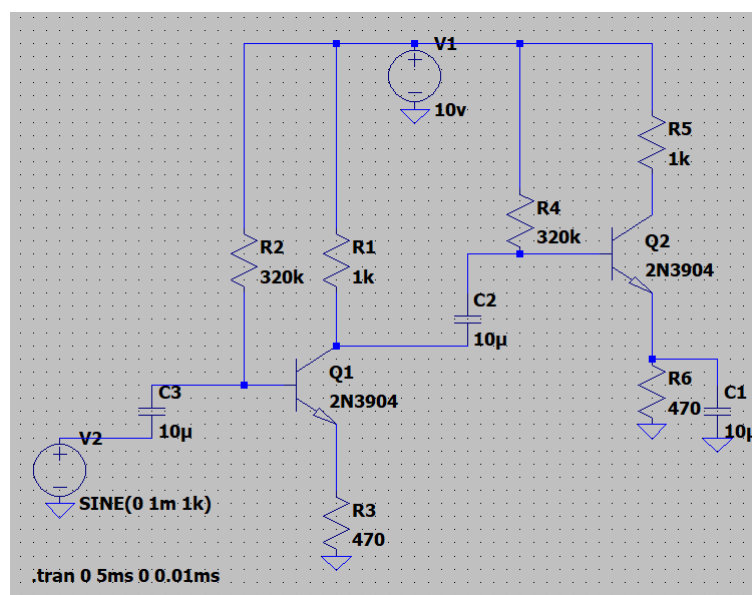 V1
10v
R5
1k
R4
320k
Q2
2N3904
R2
320k
R1
1k
C2
10µ
Q1
2N3904
R6
470
C1
10µ
C3
10µ
V2
SINE(0 1m 1k)
R3
470
.tran 0 5ms 0 0.01ms